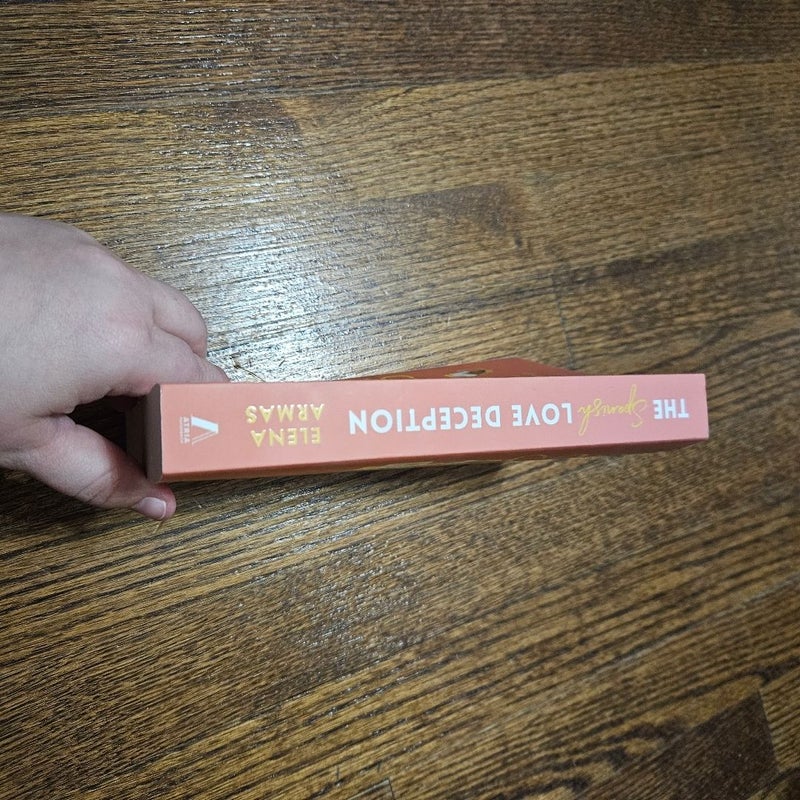 THE Spanish LOVE DECEPTION
ELENA
ARMAS
ATRIA